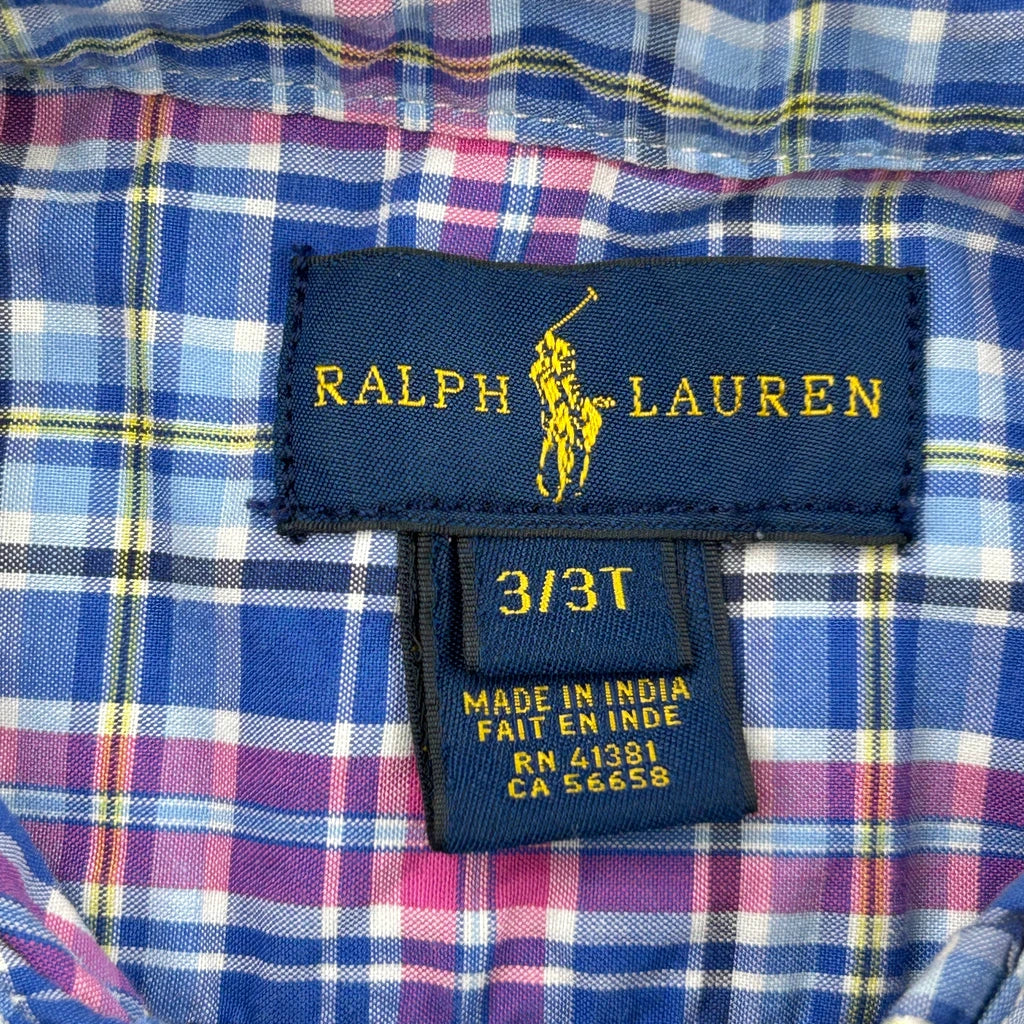 RALPH LAUREN
3/3T
MADE IN INDIA
FAIT EN INDE
RN 41381
CA 56658